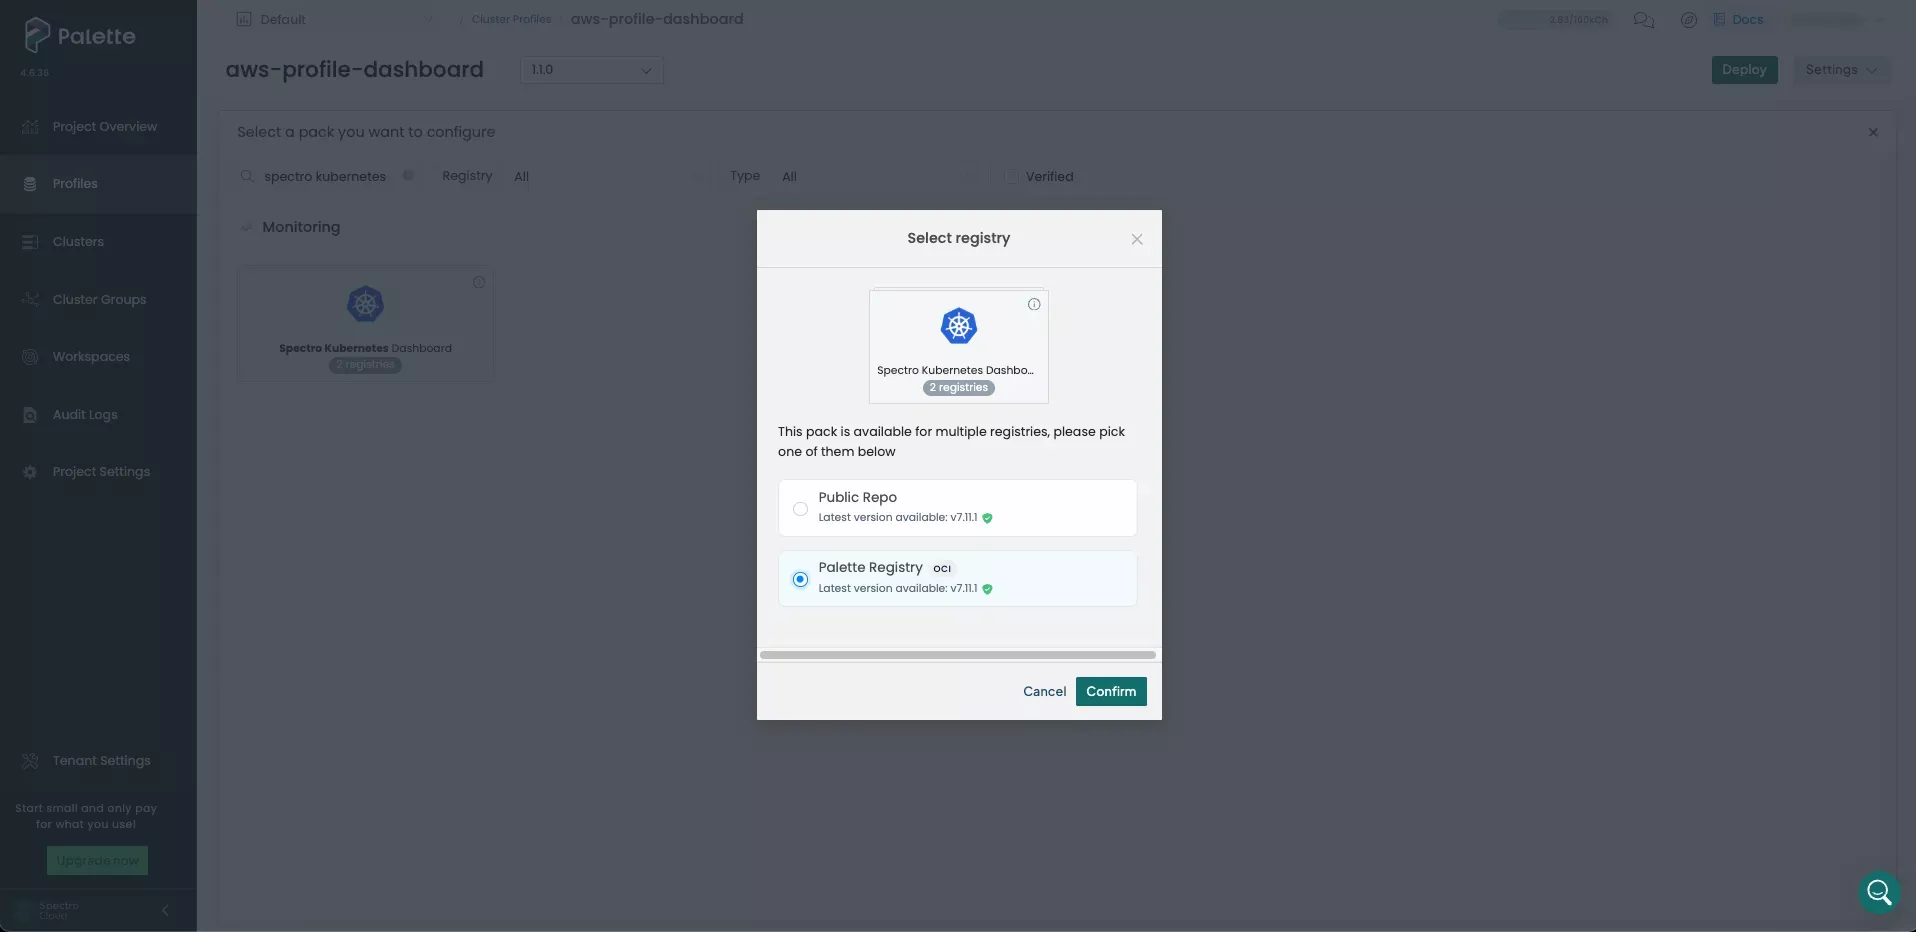 Palette
4.6.35
Project Overview
Profiles
Clusters
Cluster Groups
Workspaces
Audit Logs
Project Settings
Tenant Settings
Start small and only pay
for what you use!
Upgrade now
Spectro
Cloud
Default
/ Cluster Profiles / aws-profile-dashboard
Docs
aws-profile-dashboard
1.1.0
Deploy
Settings
Select a pack you want to configure
spectro kubernetes
Registry All
Type All
Verified
Monitoring
Spectro Kubernetes Dashboard
2 registries
Select registry
Spectro Kubernetes Dashbo...
2 registries
This pack is available for multiple registries, please pick
one of them below
Public Repo
Latest version available: v7.11.1
Palette Registry OCI
Latest version available: v7.11.1
Cancel
Confirm